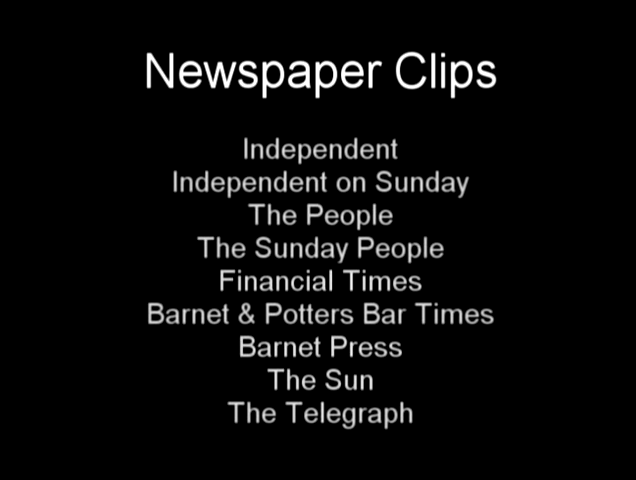 Newspaper Clips
Independent
Independent on Sunday
The People
The Sunday People
Financial Times
Barnet & Potters Bar Times
Barnet Press
The Sun
The Telegraph